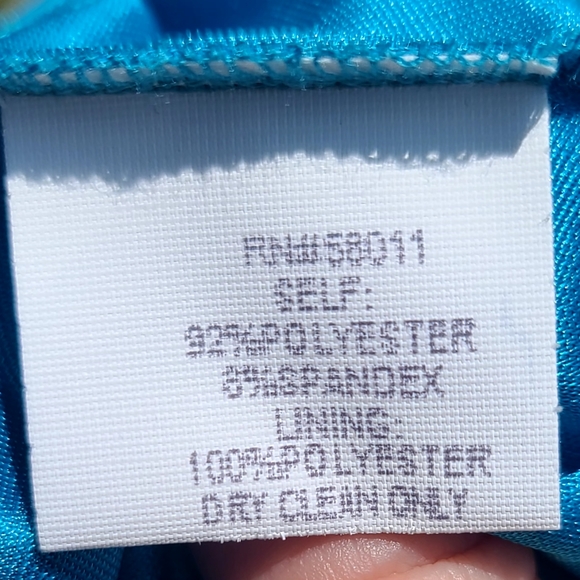 RN#58011
SELF:
92%POLYESTER
8%SPANDEX
LINING:
100%POLYESTER
DRY CLEAN ONLY